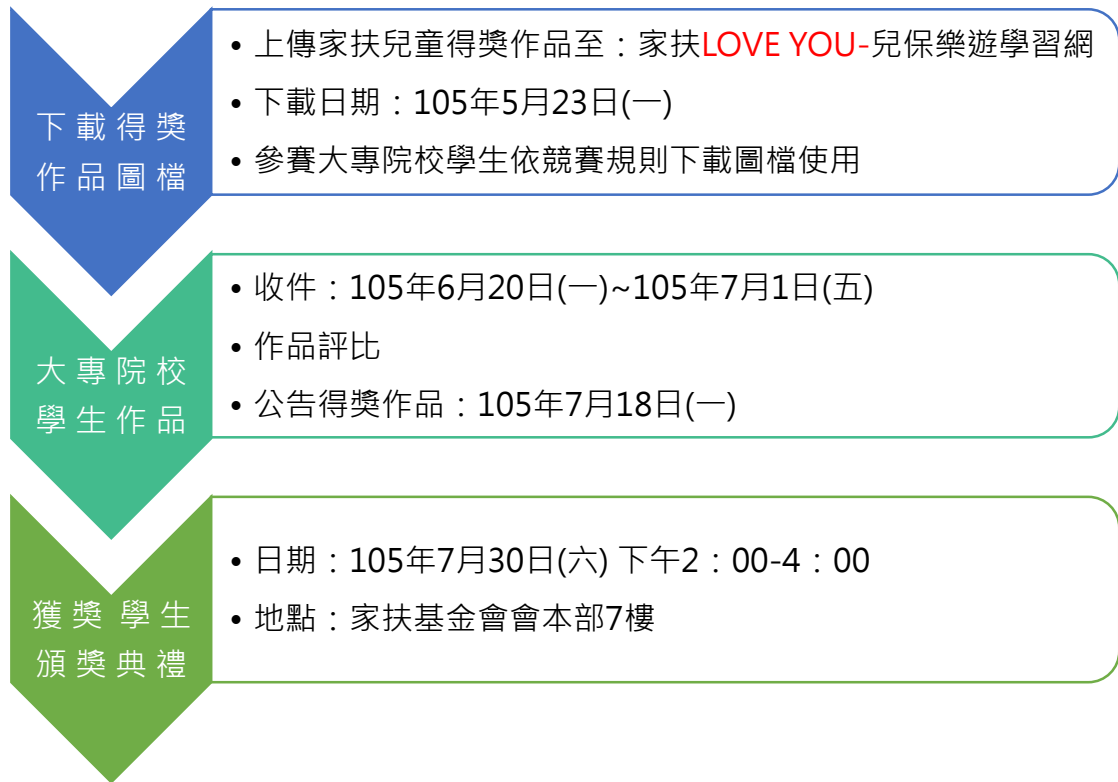 下載得獎
作品圖檔
• 上傳家扶兒童得獎作品至：家扶LOVE YOU-兒保樂遊學習網
• 下載日期：105年5月23日(一)
• 參賽大專院校學生依競賽規則下載圖檔使用
大專院校
學生作品
• 收件：105年6月20日(一)~105年7月1日(五)
• 作品評比
• 公告得獎作品：105年7月18日(一)
獲獎 學生
頒獎典禮
• 日期：105年7月30日(六) 下午2：00-4：00
• 地點：家扶基金會會本部7樓